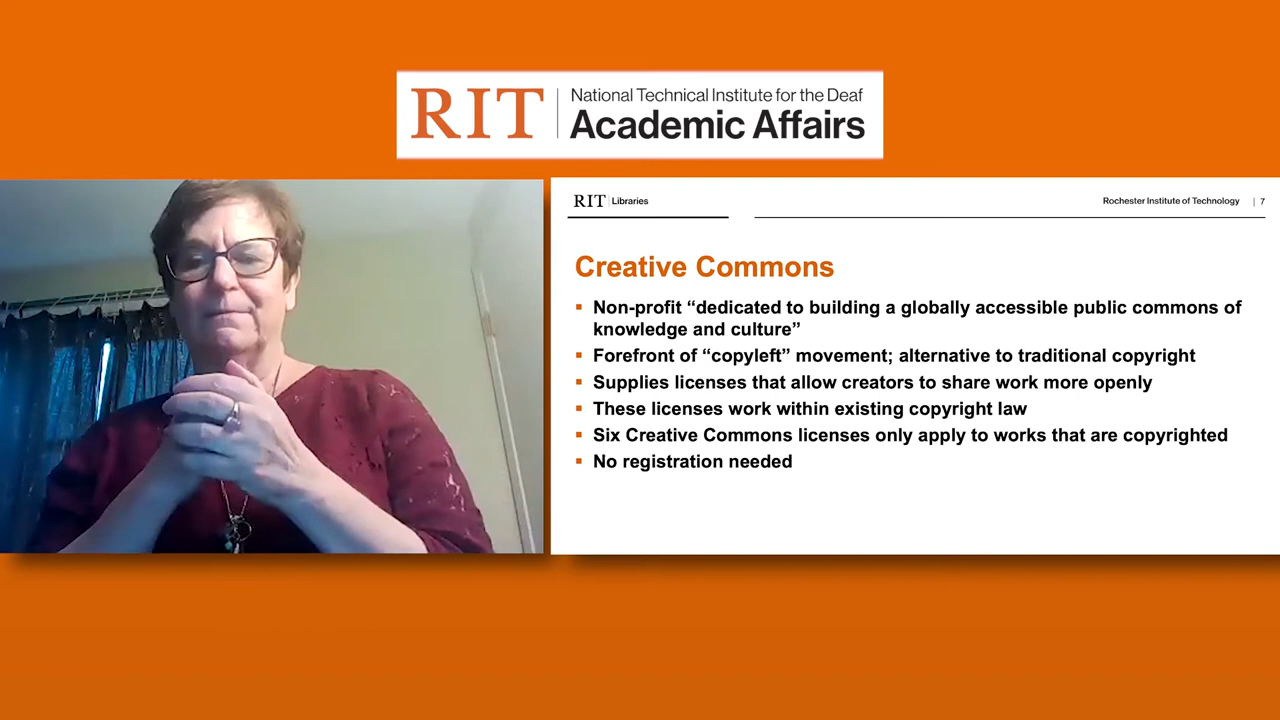 RIT National Technical Institute for the Deaf
Academic Affairs
RIT Libraries
Rochester Institute of Technology | 7
Creative Commons
▪ Non-profit “dedicated to building a globally accessible public commons of
knowledge and culture”
▪ Forefront of “copyleft” movement; alternative to traditional copyright
▪ Supplies licenses that allow creators to share work more openly
▪ These licenses work within existing copyright law
▪ Six Creative Commons licenses only apply to works that are copyrighted
▪ No registration needed